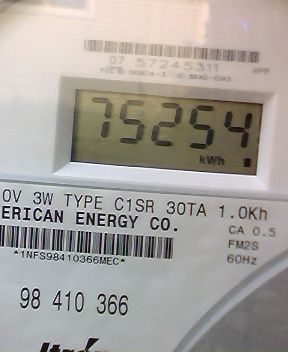 07 57245311
75254
kWh
0V 3W TYPE C1SR 30TA 1.0Kh
ERICAN ENERGY CO.
CA 0.5
FM2S
60Hz
*1NFS98410366MEC*
98 410 366
Itron